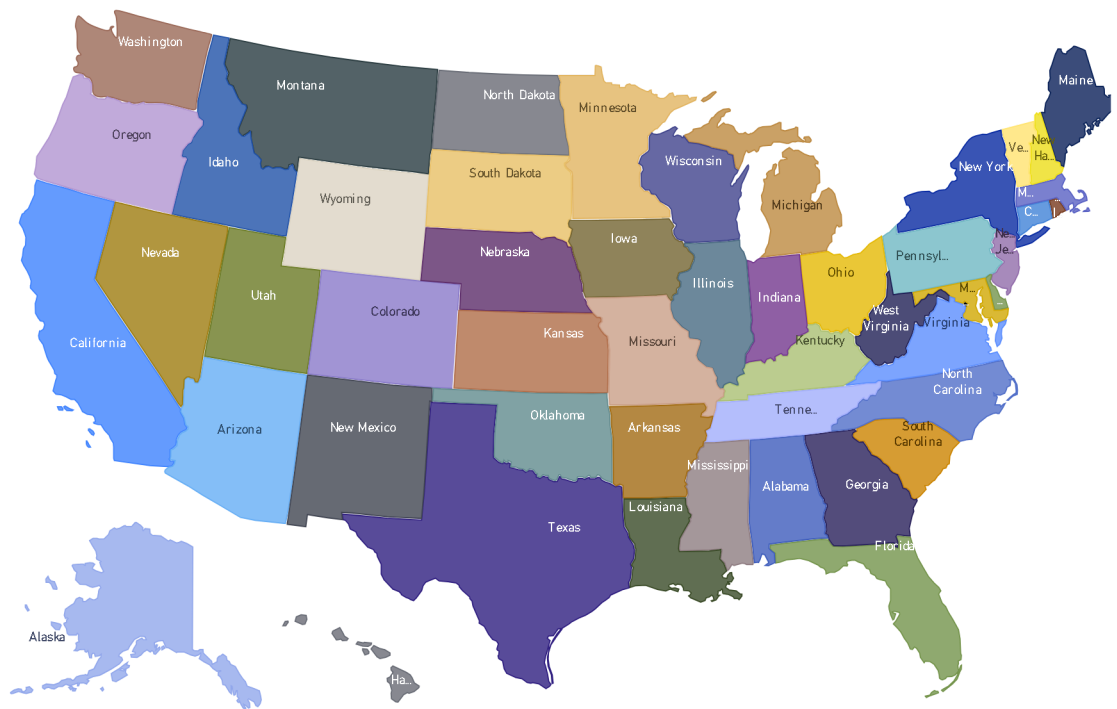 Washington
Montana
North Dakota
Minnesota
Maine
Oregon
Idaho
Wisconsin
Ve...
New
Ha...
New York
South Dakota
Wyoming
Michigan
M...
C...
Nevada
Nebraska
Iowa
Ne...
Je...
Pennsyl...
Ohio
Illinois
Utah
Indiana
M...
...
Colorado
West
Virginia
Virginia
California
Kansas
Missouri
Kentucky
North
Carolina
Tenne...
Arizona
New Mexico
Oklahoma
Arkansas
South
Carolina
Mississippi
Alabama
Georgia
Louisiana
Texas
Florida
Alaska
Ha...